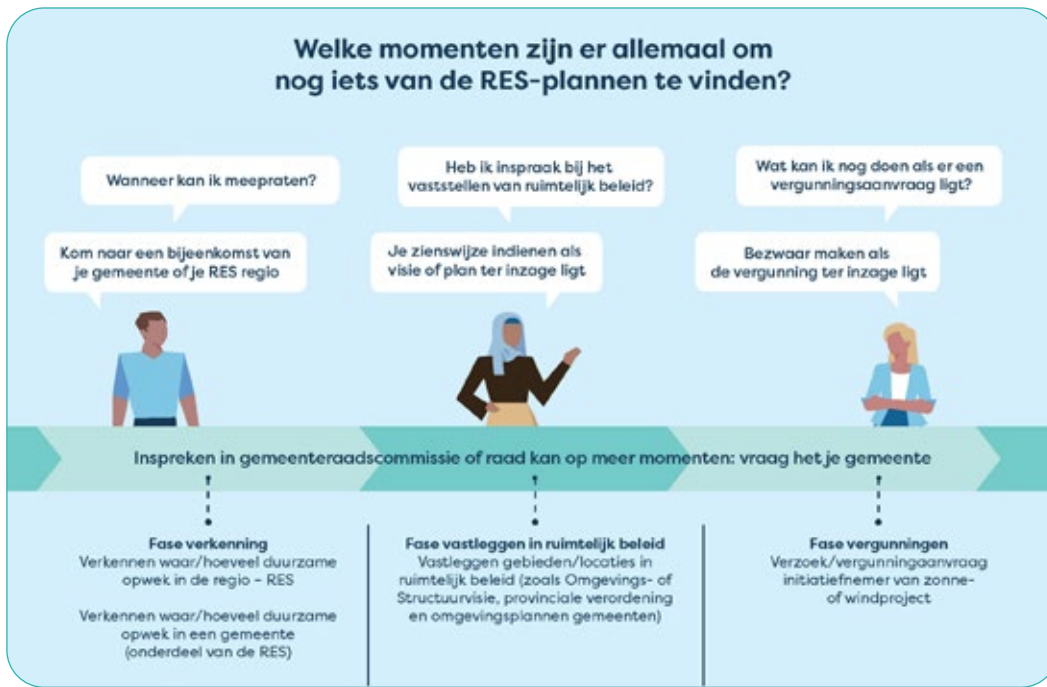 Welke momenten zijn er allemaal om
nog iets van de RES-plannen te vinden?
Wanneer kan ik meepraten?
Kom naar een bijeenkomst van
je gemeente of je RES regio
Heb ik inspraak bij het
vaststellen van ruimtelijk beleid?
Je zienswijze indienen als
visie of plan ter inzage ligt
Wat kan ik nog doen als er een
vergunningsaanvraag ligt?
Bezwaar maken als
de vergunning ter inzage ligt
Inspreken in gemeenteraadscommissie of raad kan op meer momenten: vraag het je gemeente
Fase verkenning
Verkennen waar/hoeveel duurzame
opwek in de regio – RES
Verkennen waar/hoeveel duurzame
opwek in een gemeente
(onderdeel van de RES)
Fase vastleggen in ruimtelijk beleid
Vastleggen gebieden/locaties in
ruimtelijk beleid (zoals Omgevings- of
Structuurvisie, provinciale verordening
en omgevingsplannen gemeenten)
Fase vergunningen
Verzoek/vergunningaanvraag
initiatiefnemer van zonne-
of windproject